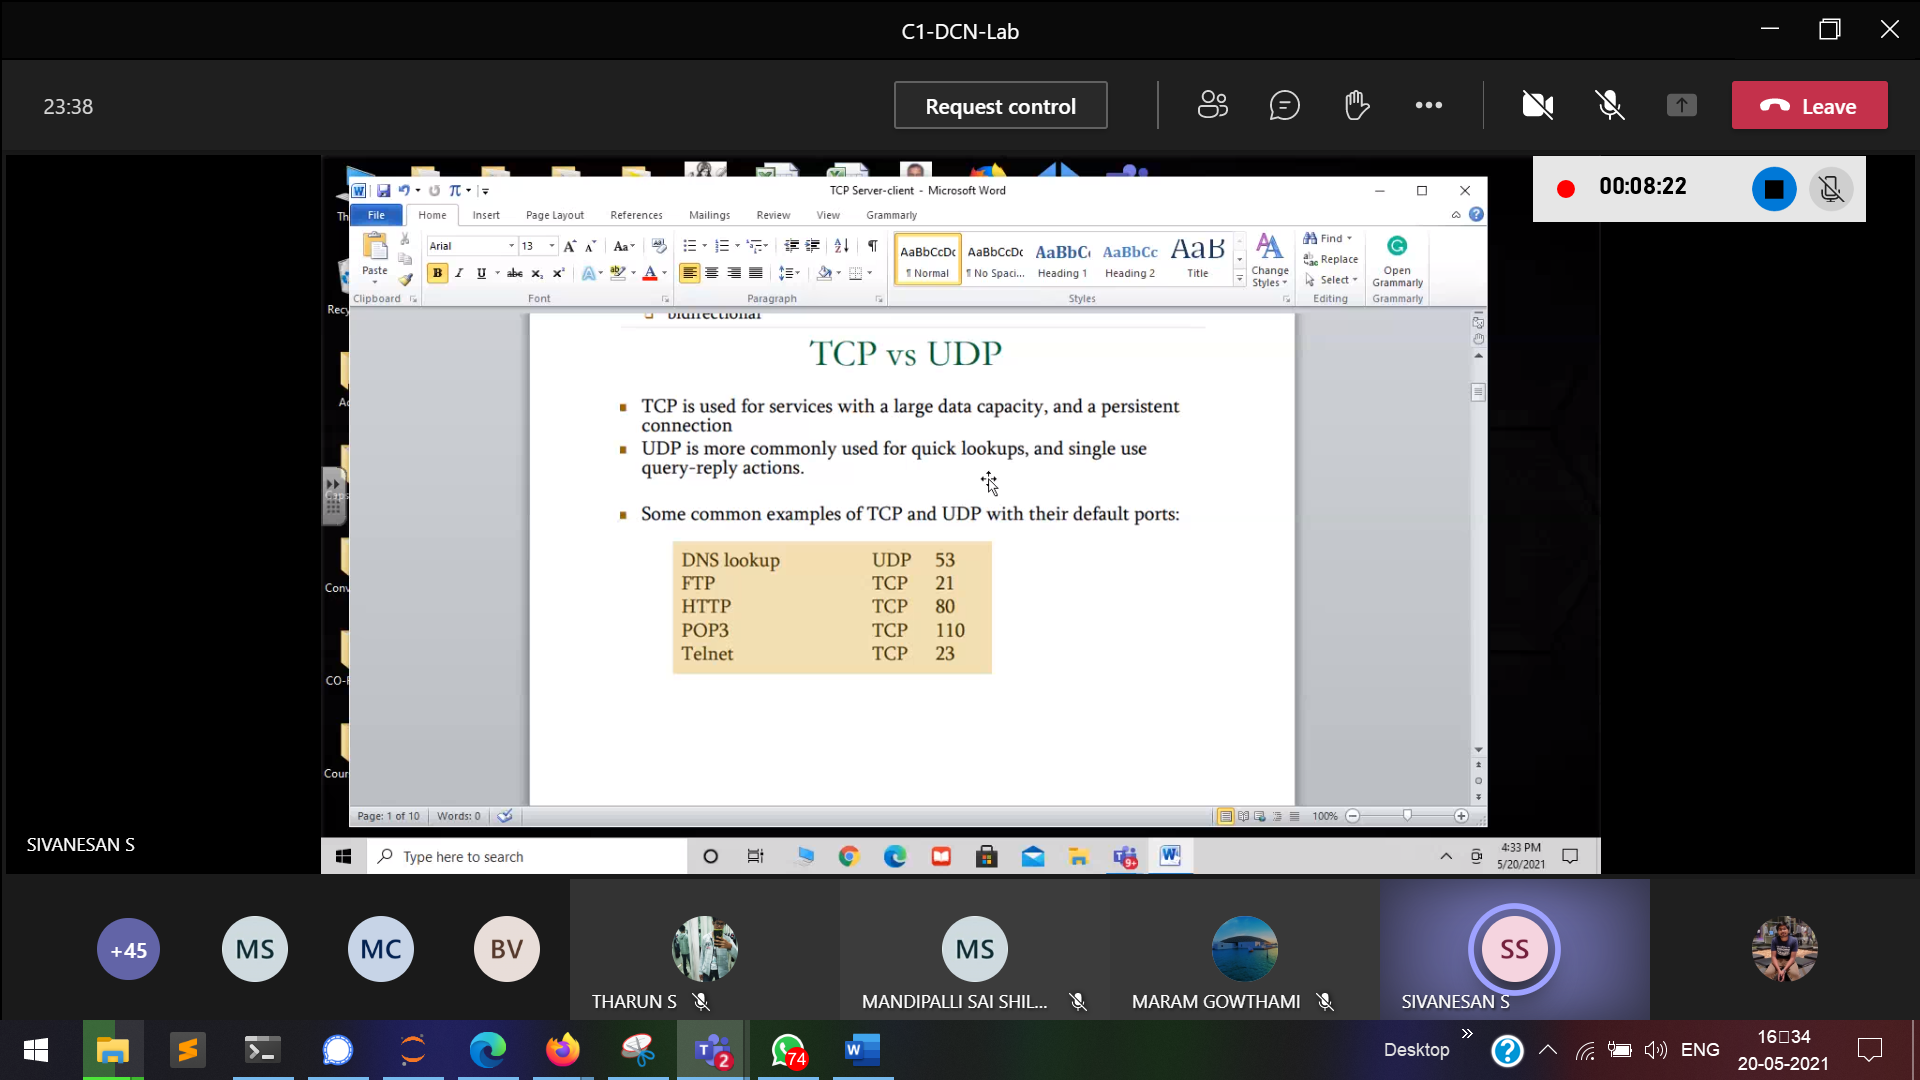 C1-DCN-Lab
23:38
Request control
Leave
00:08:22
TCP Server-client - Microsoft Word
File Home Insert Page Layout References Mailings Review View Grammarly
Arial 13
Paste
Clipboard Font Paragraph Styles Editing Grammarly
AaBbCcDc AaBbCcDc AaBbC AaBbCc AaB
¶ Normal ¶ No Spaci... Heading 1 Heading 2 Title
Change
Styles
Find
Replace
Select
Open
Grammarly
bidirectional
TCP vs UDP
TCP is used for services with a large data capacity, and a persistent
connection
UDP is more commonly used for quick lookups, and single use
query-reply actions.
Some common examples of TCP and UDP with their default ports:
DNS lookup UDP 53
FTP TCP 21
HTTP TCP 80
POP3 TCP 110
Telnet TCP 23
Page: 1 of 10 Words: 0 100%
SIVANESAN S
Type here to search
9+
4:33 PM
5/20/2021
+45 MS MC BV MS SS
THARUN S MANDIPALLI SAI SHIL... MARAM GOWTHAMI SIVANESAN S
2 74
Desktop
ENG
16:34
20-05-2021